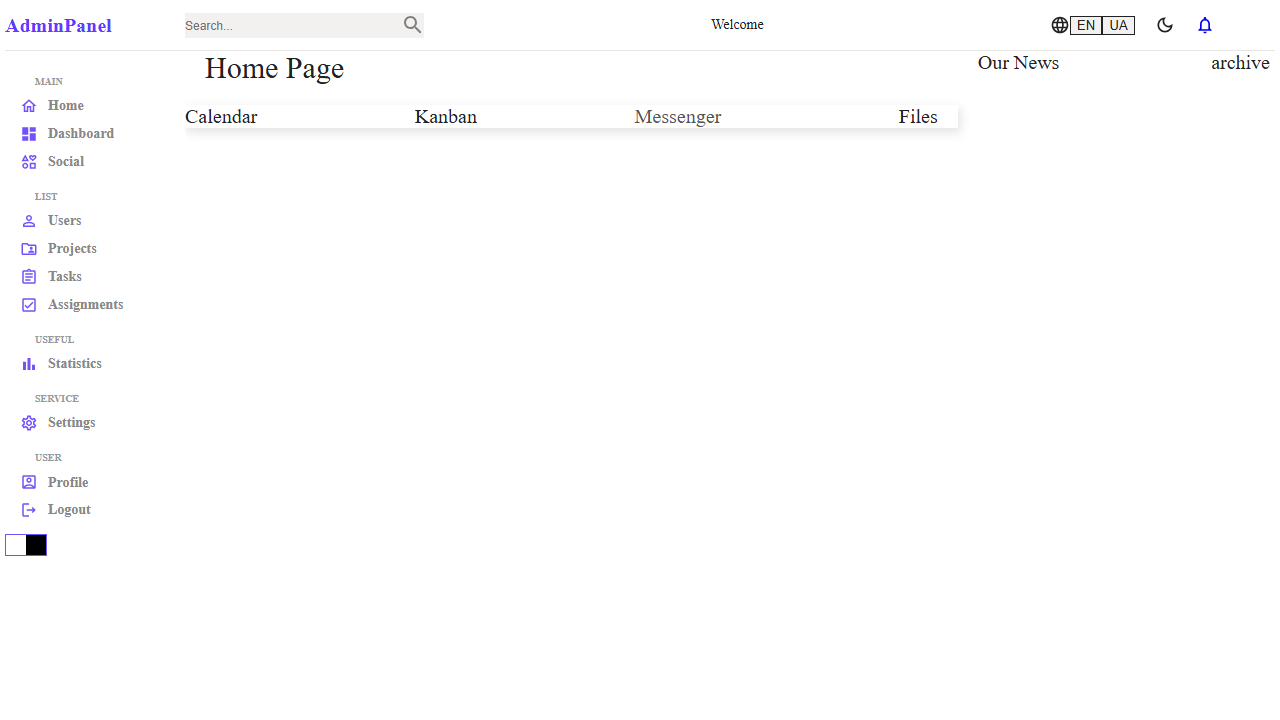 AdminPanel
Search...
Welcome
EN UA
MAIN
Home
Dashboard
Social
LIST
Users
Projects
Tasks
Assignments
USEFUL
Statistics
SERVICE
Settings
USER
Profile
Logout
Home Page
Calendar Kanban Messenger Files
Our News archive